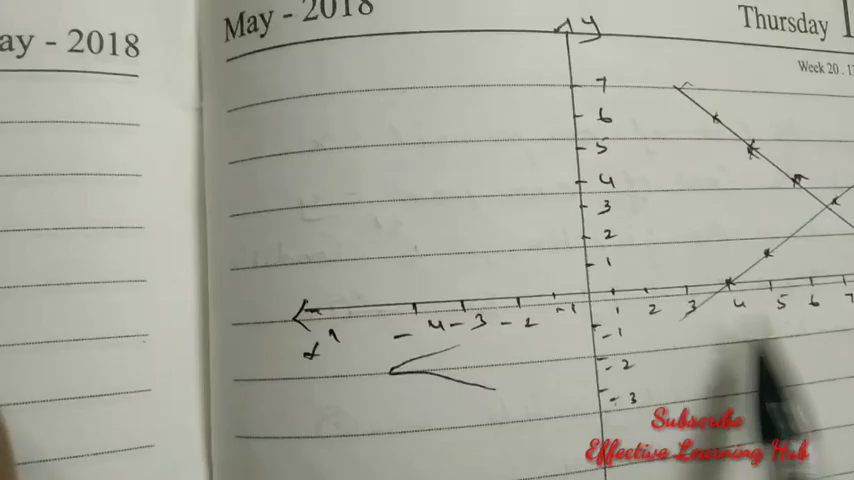 ay - 2018
May - 2018
Thursday
Week 20 . 1
y
7
6
5
4
3
2
1
- 4 - 3 - 2 - 1 1 2 3 4 5 6 7
- 1
- 2
- 3
Subscribe
Effective Learning Hub